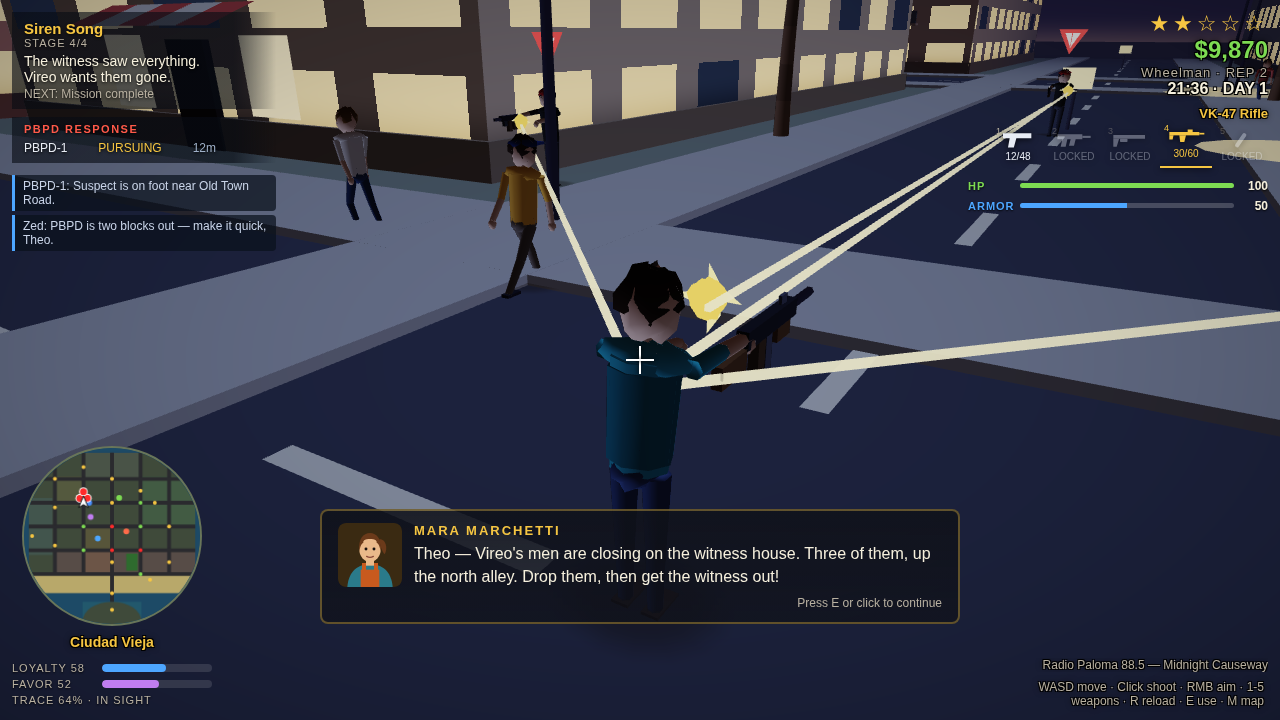 Siren Song
STAGE 4/4
The witness saw everything.
Vireo wants them gone.
NEXT: Mission complete
PBPD RESPONSE
PBPD-1 PURSUING 12m
PBPD-1: Suspect is on foot near Old Town
Road.
Zed: PBPD is two blocks out — make it quick,
Theo.
$9,870
Wheelman · REP 2
21:36 · DAY 1
VK-47 Rifle
1 2 3 4 5
12/48 LOCKED LOCKED 30/60 LOCKED
HP 100
ARMOR 50
MARA MARCHETTI
Theo — Vireo's men are closing on the witness house. Three of them, up
the north alley. Drop them, then get the witness out!
Press E or click to continue
Ciudad Vieja
LOYALTY 58
FAVOR 52
TRACE 64% · IN SIGHT
Radio Paloma 88.5 — Midnight Causeway
WASD move · Click shoot · RMB aim · 1-5
weapons · R reload · E use · M map